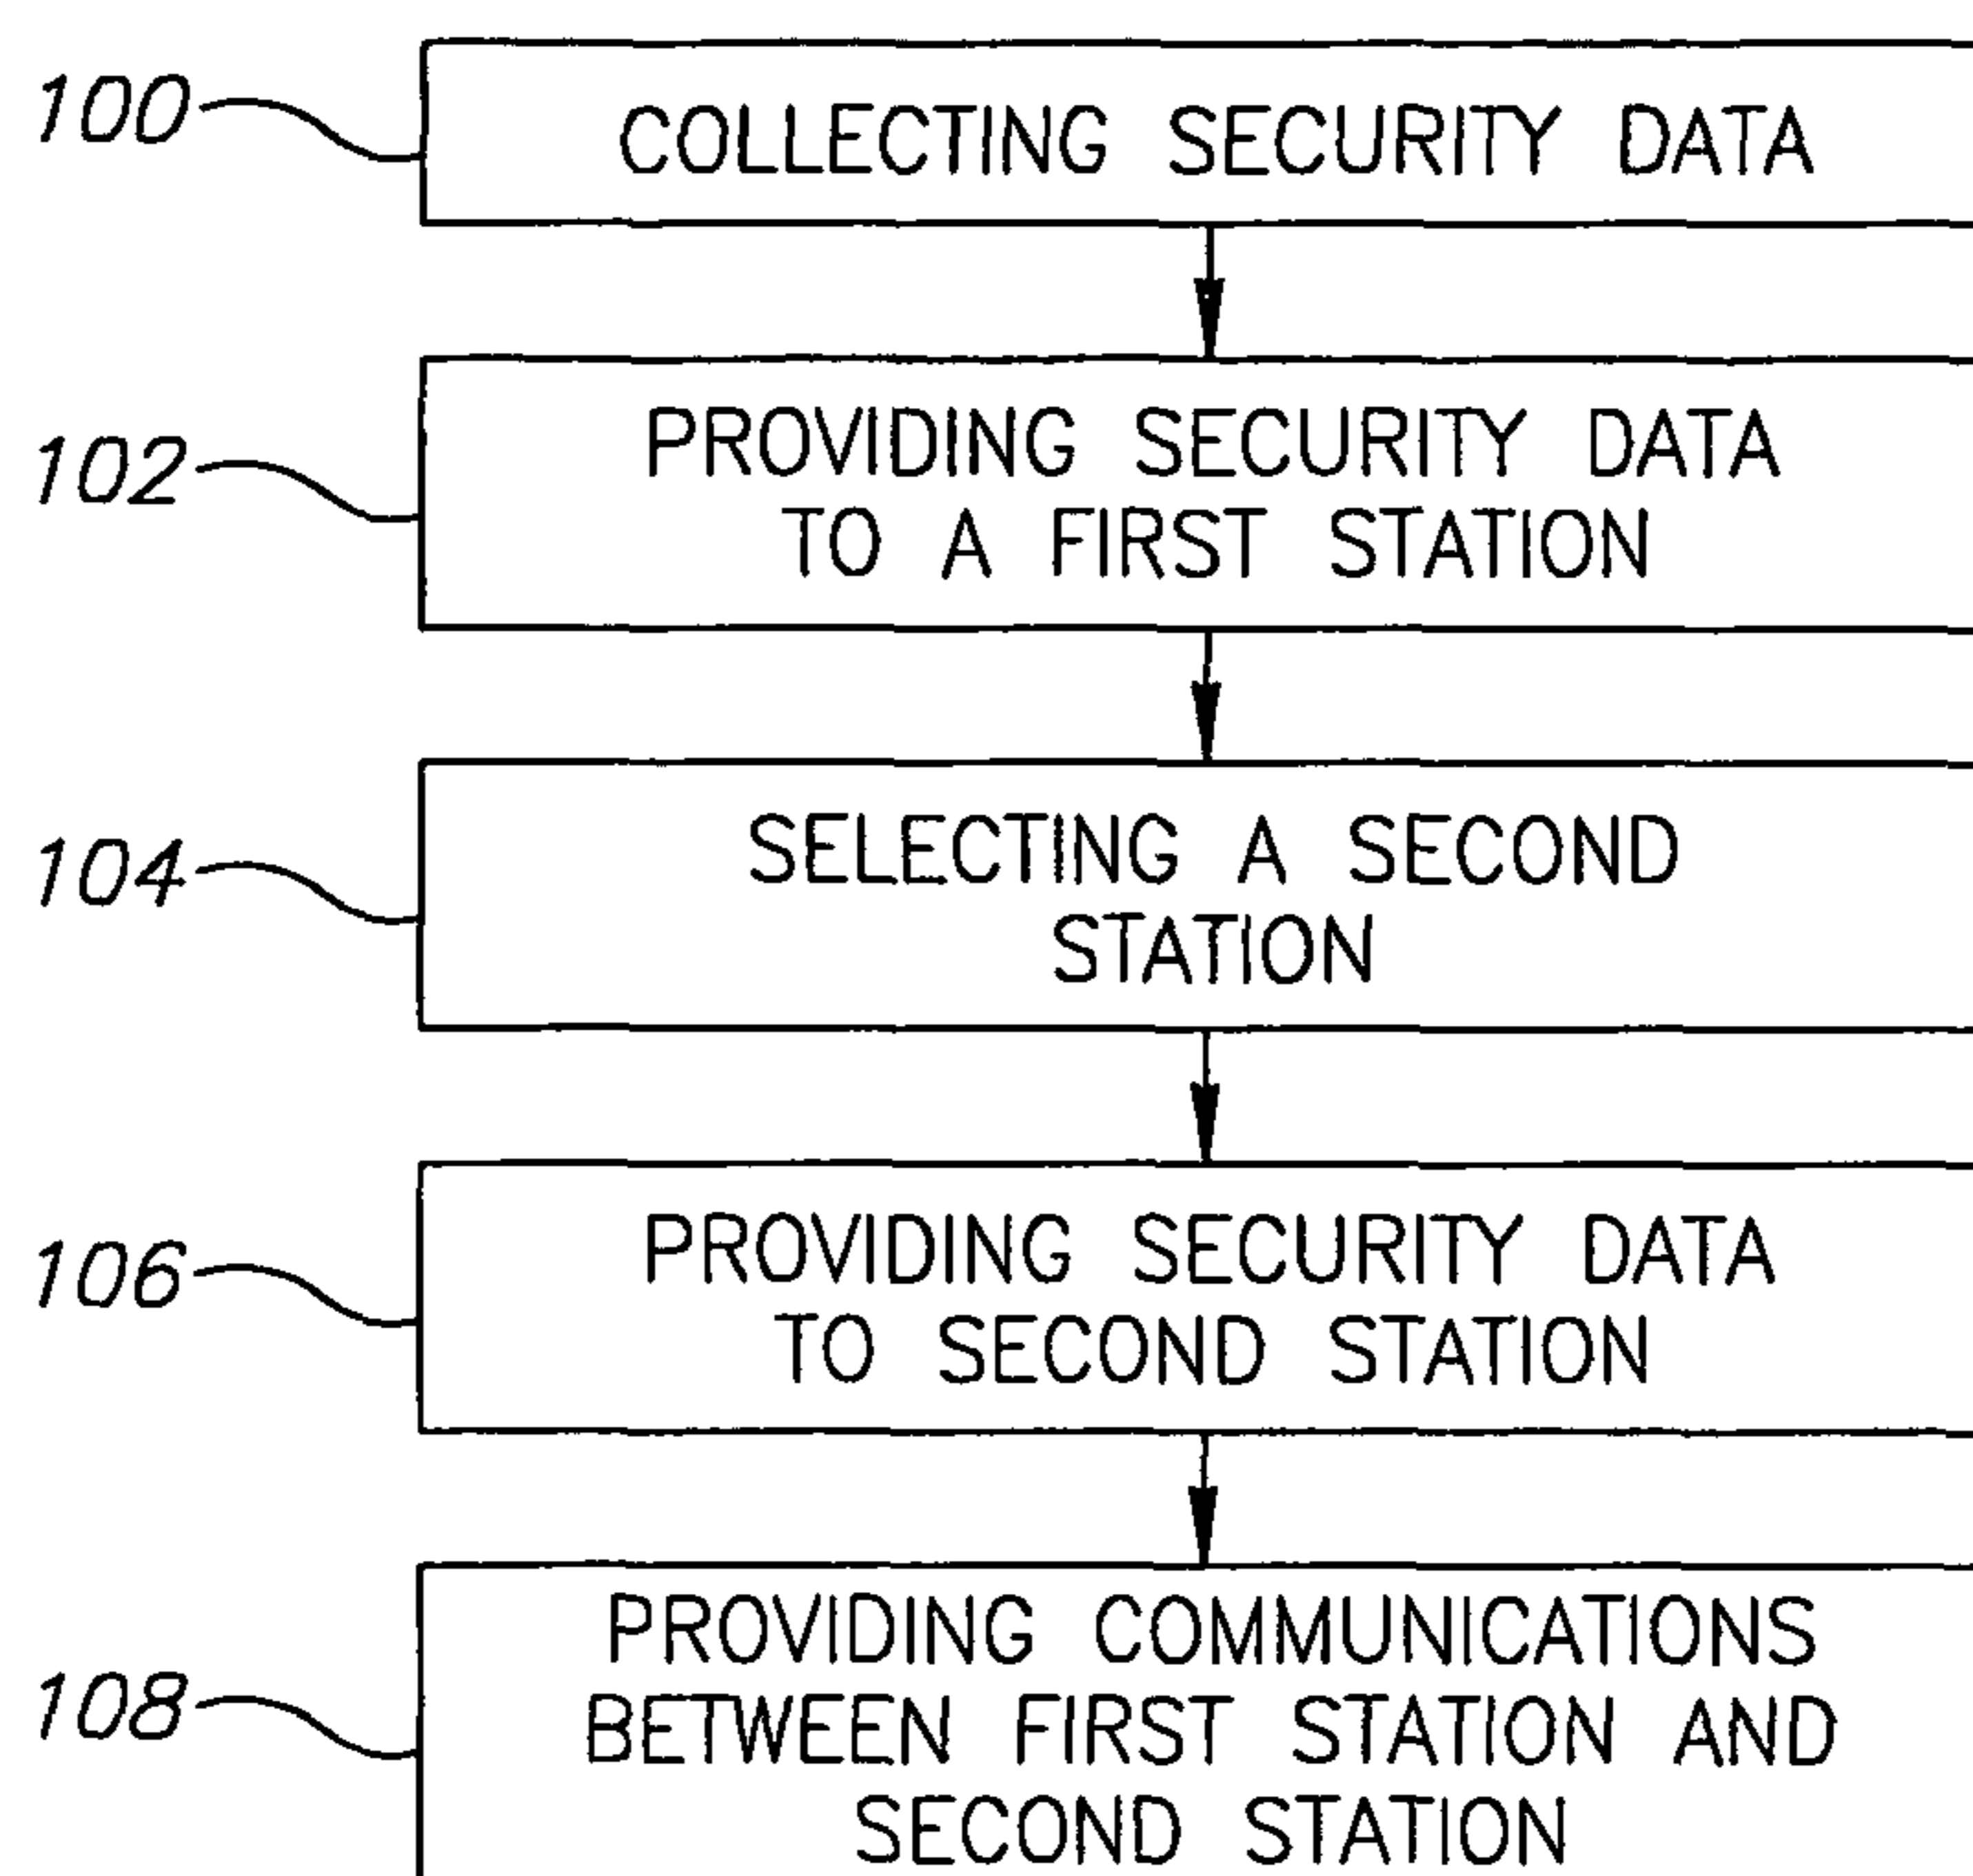 100
COLLECTING SECURITY DATA
102
PROVIDING SECURITY DATA
TO A FIRST STATION
104
SELECTING A SECOND
STATION
106
PROVIDING SECURITY DATA
TO SECOND STATION
108
PROVIDING COMMUNICATIONS
BETWEEN FIRST STATION AND
SECOND STATION